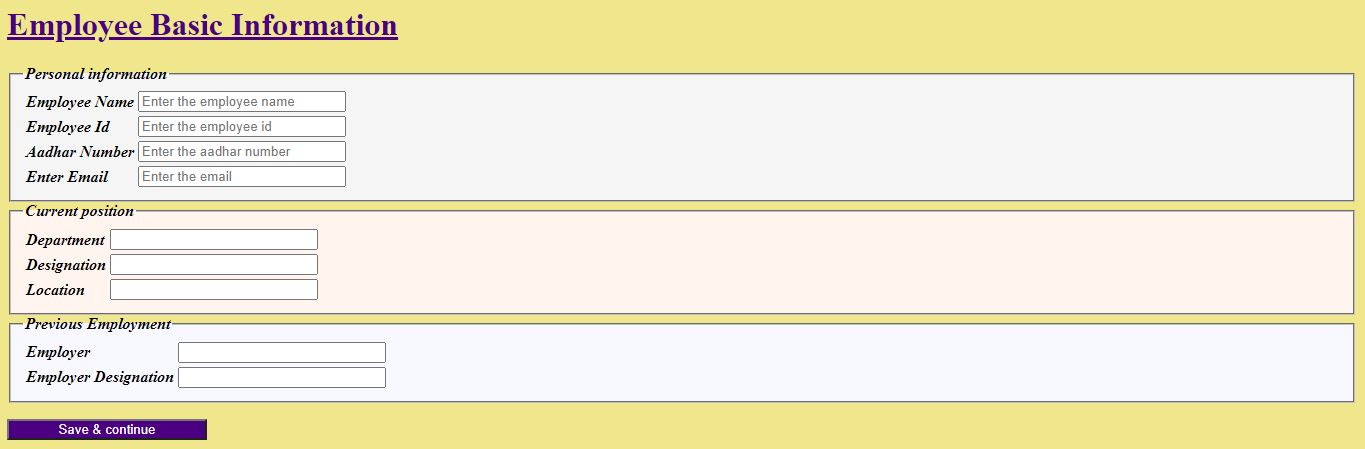 Employee Basic Information
Personal information
Employee Name Enter the employee name
Employee Id Enter the employee id
Aadhar Number Enter the aadhar number
Enter Email Enter the email
Current position
Department
Designation
Location
Previous Employment
Employer
Employer Designation
Save & continue